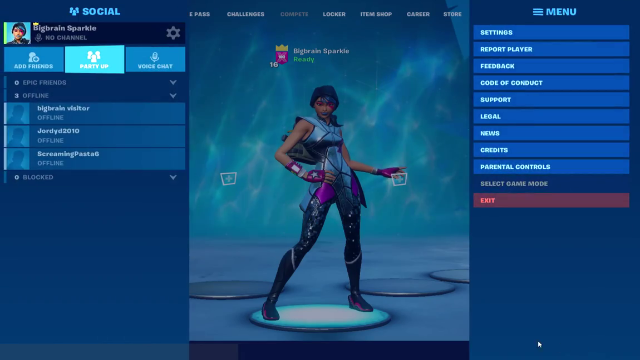 SOCIAL
Bigbrain Sparkle
NO CHANNEL
ADD FRIENDS
PARTY UP
VOICE CHAT
0 EPIC FRIENDS
3 OFFLINE
bigbrain visitor
OFFLINE
Jordyd2010
OFFLINE
ScreamingPasta6
OFFLINE
0 BLOCKED
E PASS CHALLENGES COMPETE LOCKER ITEM SHOP CAREER STORE
Bigbrain Sparkle
16 Ready
MENU
SETTINGS
REPORT PLAYER
FEEDBACK
CODE OF CONDUCT
SUPPORT
LEGAL
NEWS
CREDITS
PARENTAL CONTROLS
SELECT GAME MODE
EXIT